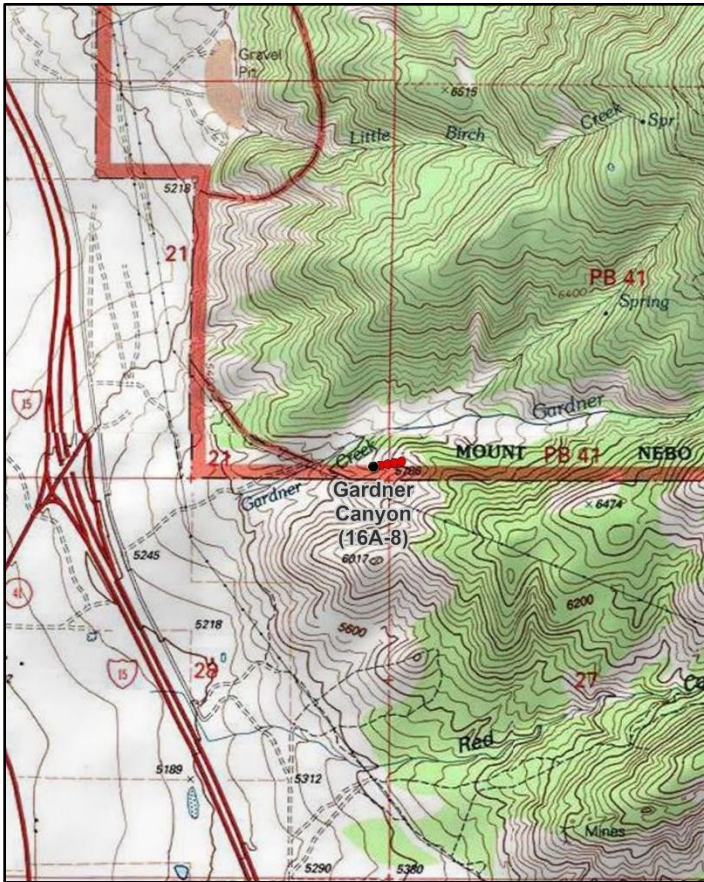 Gravel
Pit
6515
Little Birch Creek Spr
5218
21
PB 41
6400
Spring
15
Gardner
21
Creek
MOUNT PB 41 NEBO
5786
Gardner
Gardner
Canyon
(16A-8)
6474
5245
6017
41
6200
5218
5600
15
28
27
Red
5189
5312
Mines
5290
5380